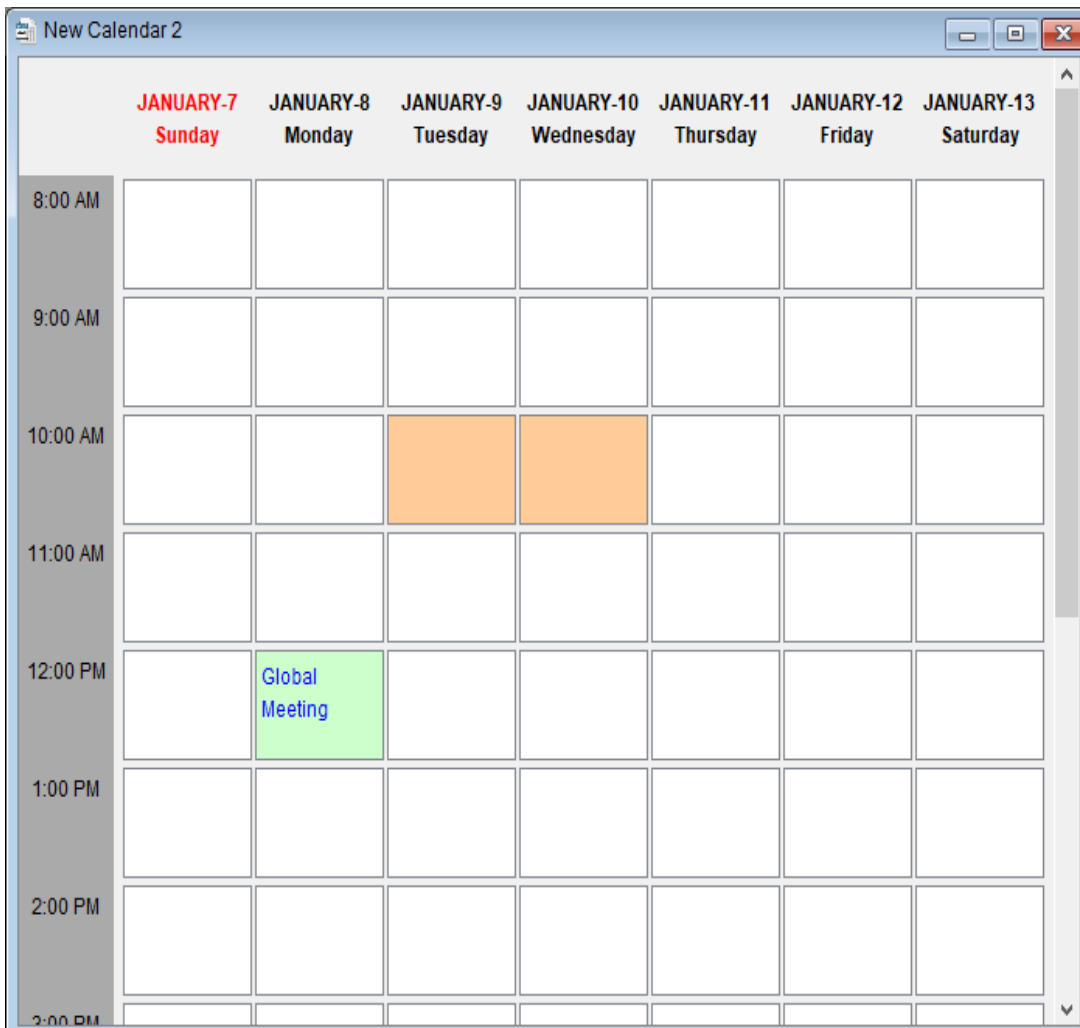 New Calendar 2
JANUARY-7 JANUARY-8 JANUARY-9 JANUARY-10 JANUARY-11 JANUARY-12 JANUARY-13
Sunday Monday Tuesday Wednesday Thursday Friday Saturday
8:00 AM
9:00 AM
10:00 AM
11:00 AM
12:00 PM
Global
Meeting
1:00 PM
2:00 PM